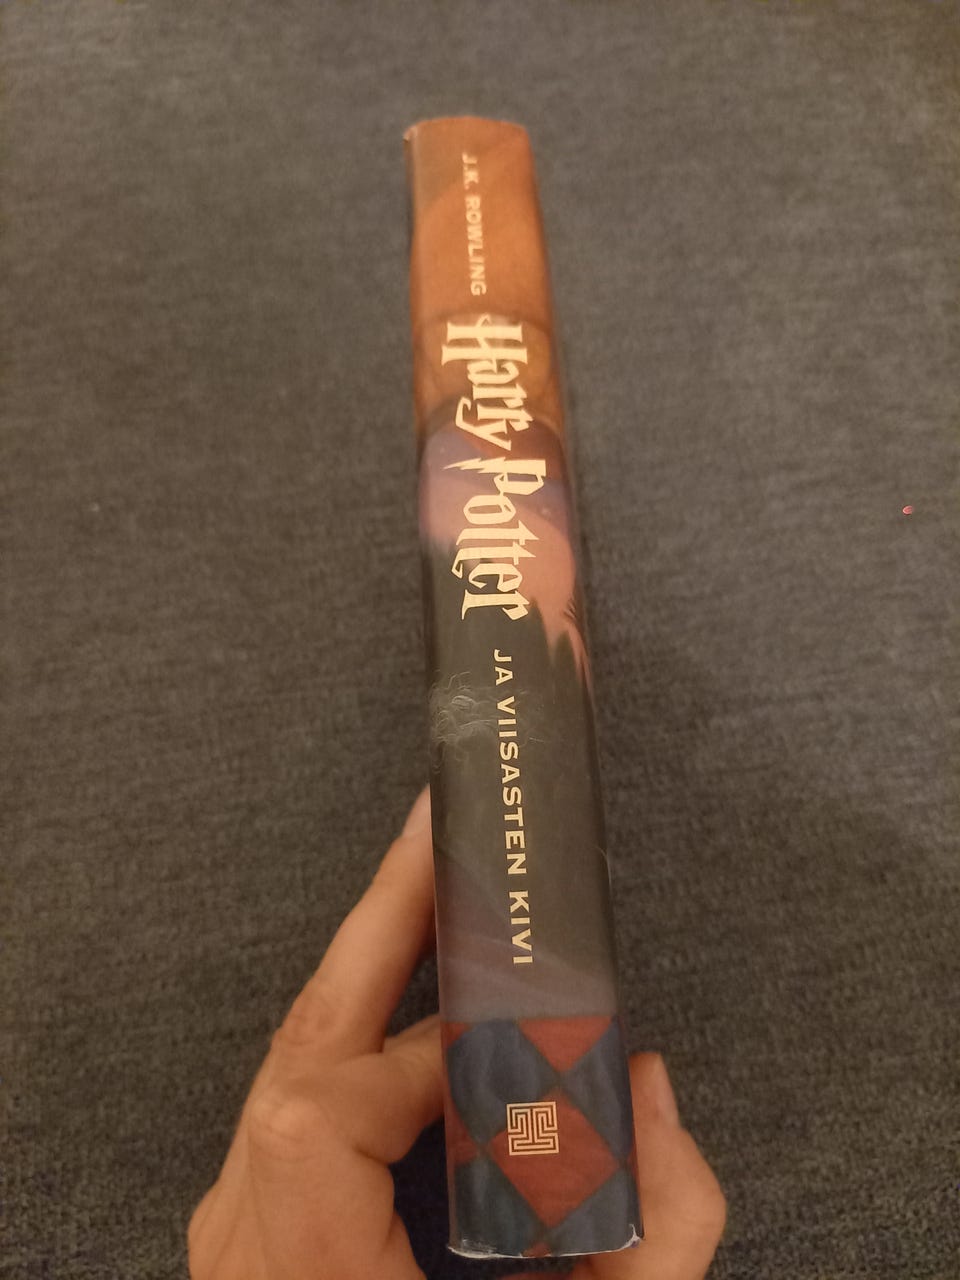 J.K. ROWLING
Harry Potter
JA VIISASTEN KIVI